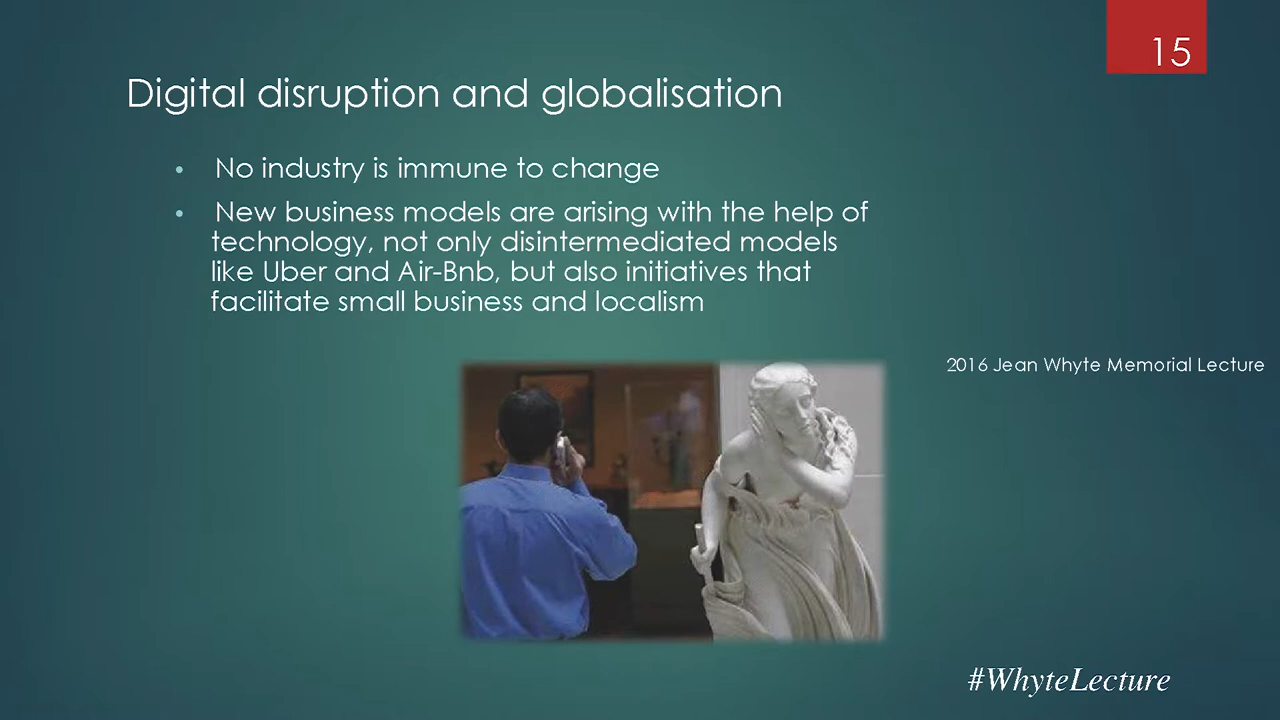 15
Digital disruption and globalisation
• No industry is immune to change
• New business models are arising with the help of
technology, not only disintermediated models
like Uber and Air-Bnb, but also initiatives that
facilitate small business and localism
2016 Jean Whyte Memorial Lecture
#WhyteLecture